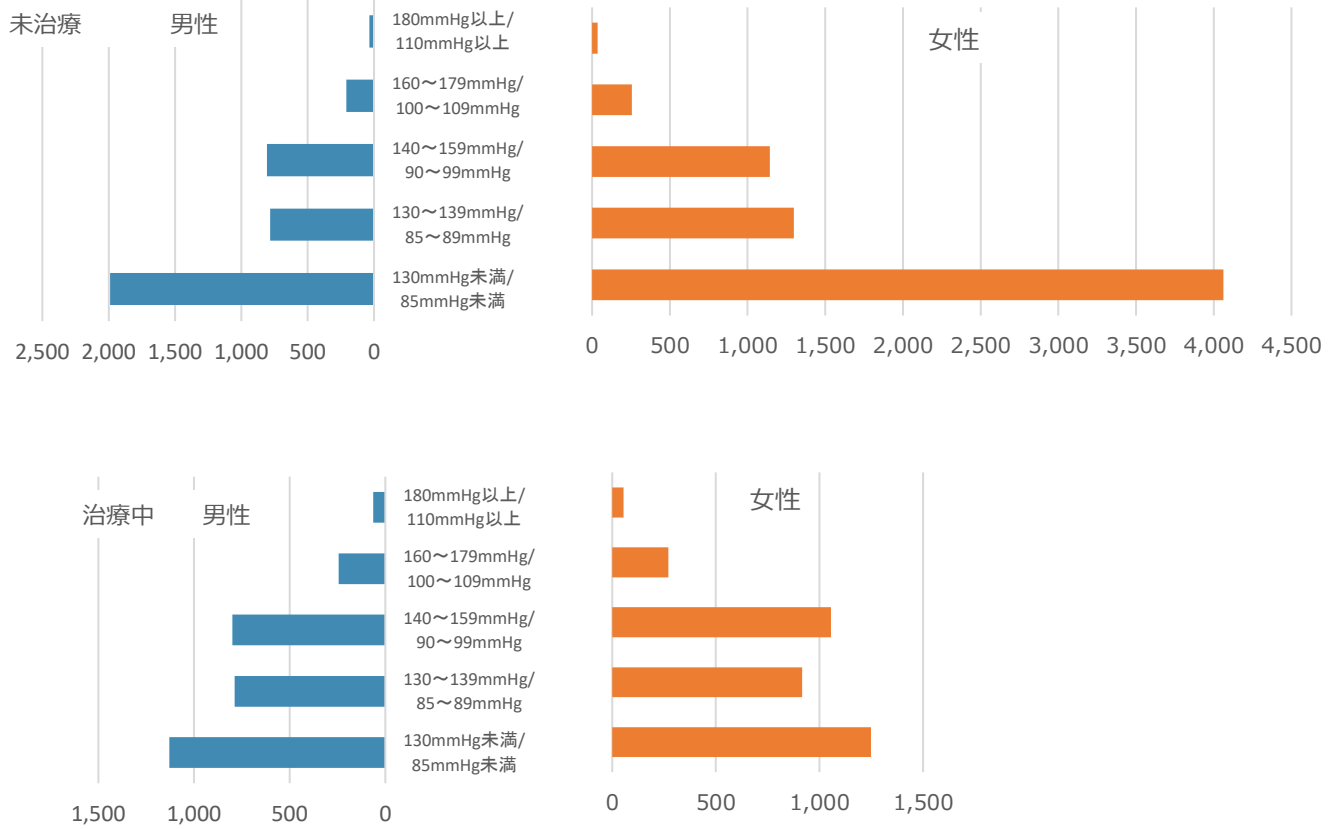 未治療 男性
女性
180mmHg以上/
110mmHg以上
160～179mmHg/
100～109mmHg
140～159mmHg/
90～99mmHg
130～139mmHg/
85～89mmHg
130mmHg未満/
85mmHg未満
2,500 2,000 1,500 1,000 500 0
0 500 1,000 1,500 2,000 2,500 3,000 3,500 4,000 4,500
治療中 男性
女性
180mmHg以上/
110mmHg以上
160～179mmHg/
100～109mmHg
140～159mmHg/
90～99mmHg
130～139mmHg/
85～89mmHg
130mmHg未満/
85mmHg未満
1,500 1,000 500 0
0 500 1,000 1,500